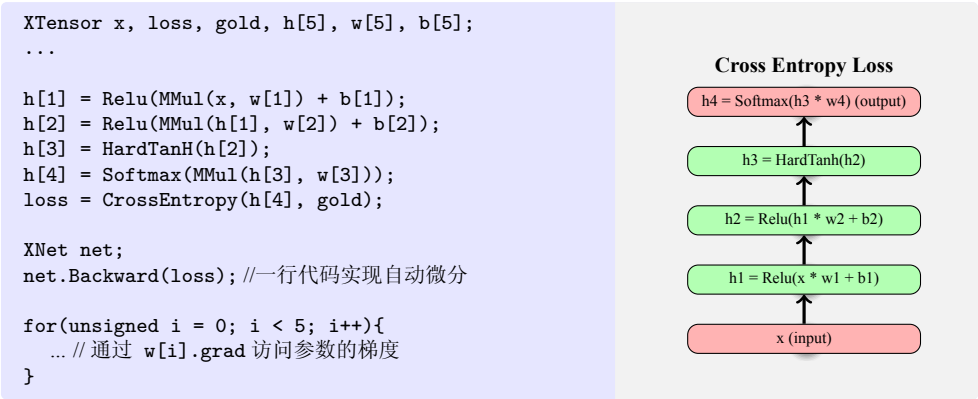 XTensor x, loss, gold, h[5], w[5], b[5];
...
h[1] = Relu(MMul(x, w[1]) + b[1]);
h[2] = Relu(MMul(h[1], w[2]) + b[2]);
h[3] = HardTanH(h[2]);
h[4] = Softmax(MMul(h[3], w[3]));
loss = CrossEntropy(h[4], gold);
XNet net;
net.Backward(loss); //一行代码实现自动微分
for(unsigned i = 0; i < 5; i++){
... // 通过 w[i].grad 访问参数的梯度
}
Cross Entropy Loss
h4 = Softmax(h3 * w4) (output)
h3 = HardTanh(h2)
h2 = Relu(h1 * w2 + b2)
h1 = Relu(x * w1 + b1)
x (input)